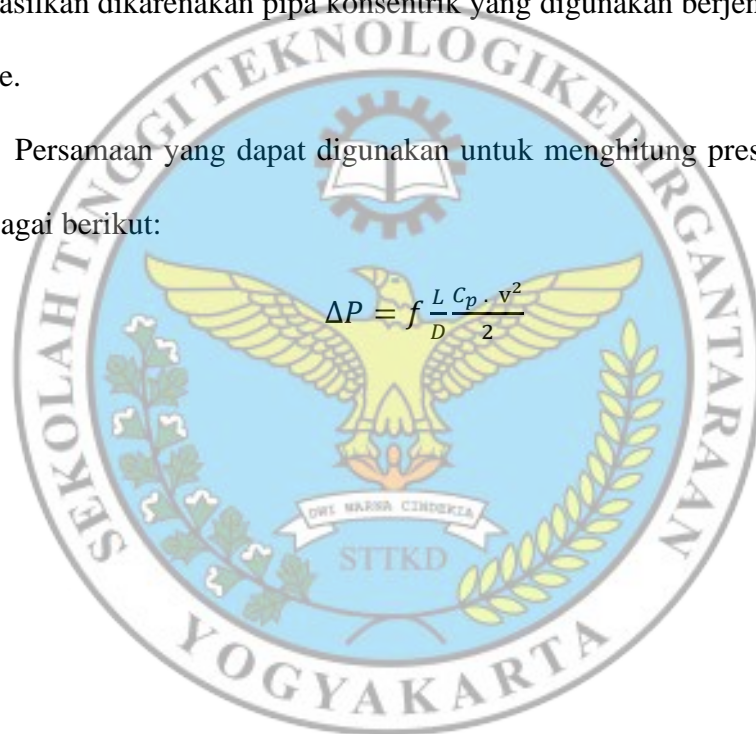 asilkan dikarenakan pipa konsentrik yang digunakan berjen
e.
Persamaan yang dapat digunakan untuk menghitung pres
agai berikut:
ΔP = f L/D C_p . v²/2
SEKOLAH TINGGI TEKNOLOGI KEDIRGANTARAAN
DWI WARNA CINDEKIA
STTKD
YOGYAKARTA